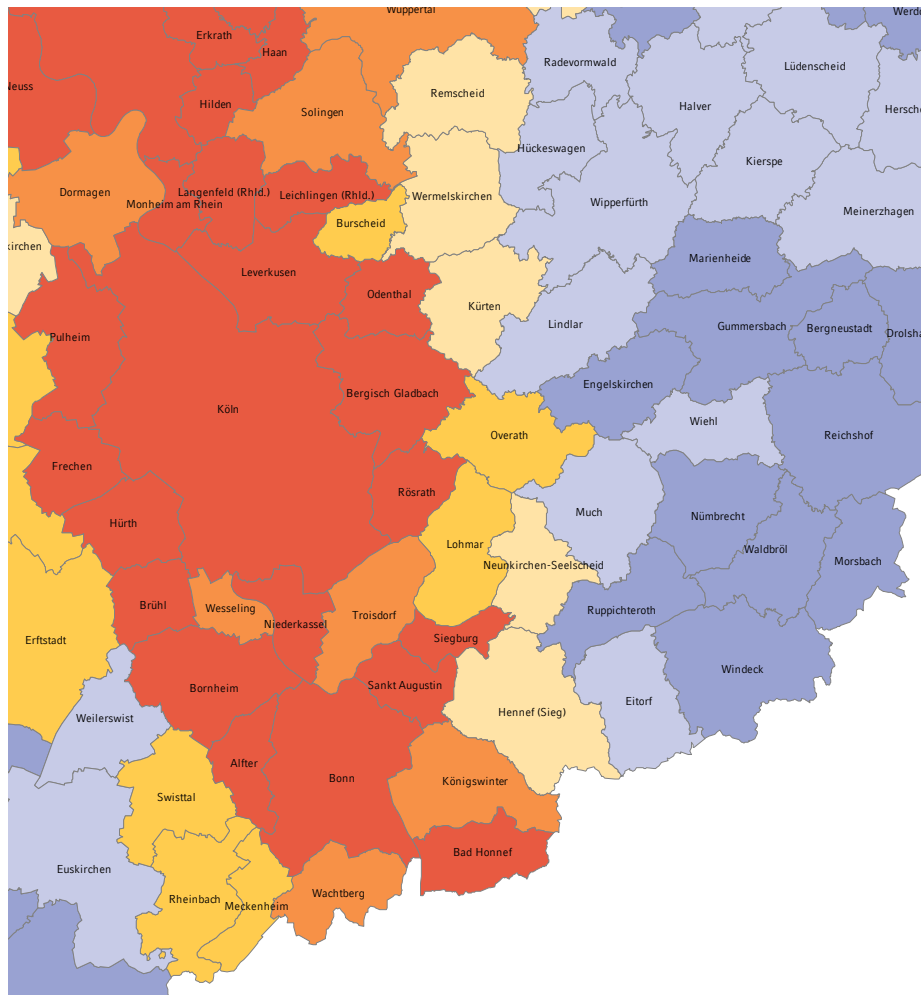 Wuppertal
Werd
Erkrath
Haan
Radevormwald
Lüdenscheid
Neuss
Remscheid
Hilden
Solingen
Halver
Hersch
Hückeswagen
Kierspe
Dormagen
Langenfeld (Rhld.)
Leichlingen (Rhld.)
Wermelskirchen
Monheim am Rhein
Wipperfürth
Meinerzhagen
Burscheid
kirchen
Marienheide
Leverkusen
Odenthal
Kürten
Lindlar
Gummersbach
Bergneustadt
Drolsha
Pulheim
Engelskirchen
Bergisch Gladbach
Köln
Wiehl
Overath
Reichshof
Frechen
Rösrath
Much
Nümbrecht
Hürth
Lohmar
Waldbröl
Morsbach
Neunkirchen-Seelscheid
Brühl
Wesseling
Ruppichteroth
Troisdorf
Niederkassel
Siegburg
Erftstadt
Windeck
Sankt Augustin
Bornheim
Eitorf
Hennef (Sieg)
Weilerswist
Alfter
Bonn
Königswinter
Swisttal
Bad Honnef
Euskirchen
Wachtberg
Rheinbach
Meckenheim